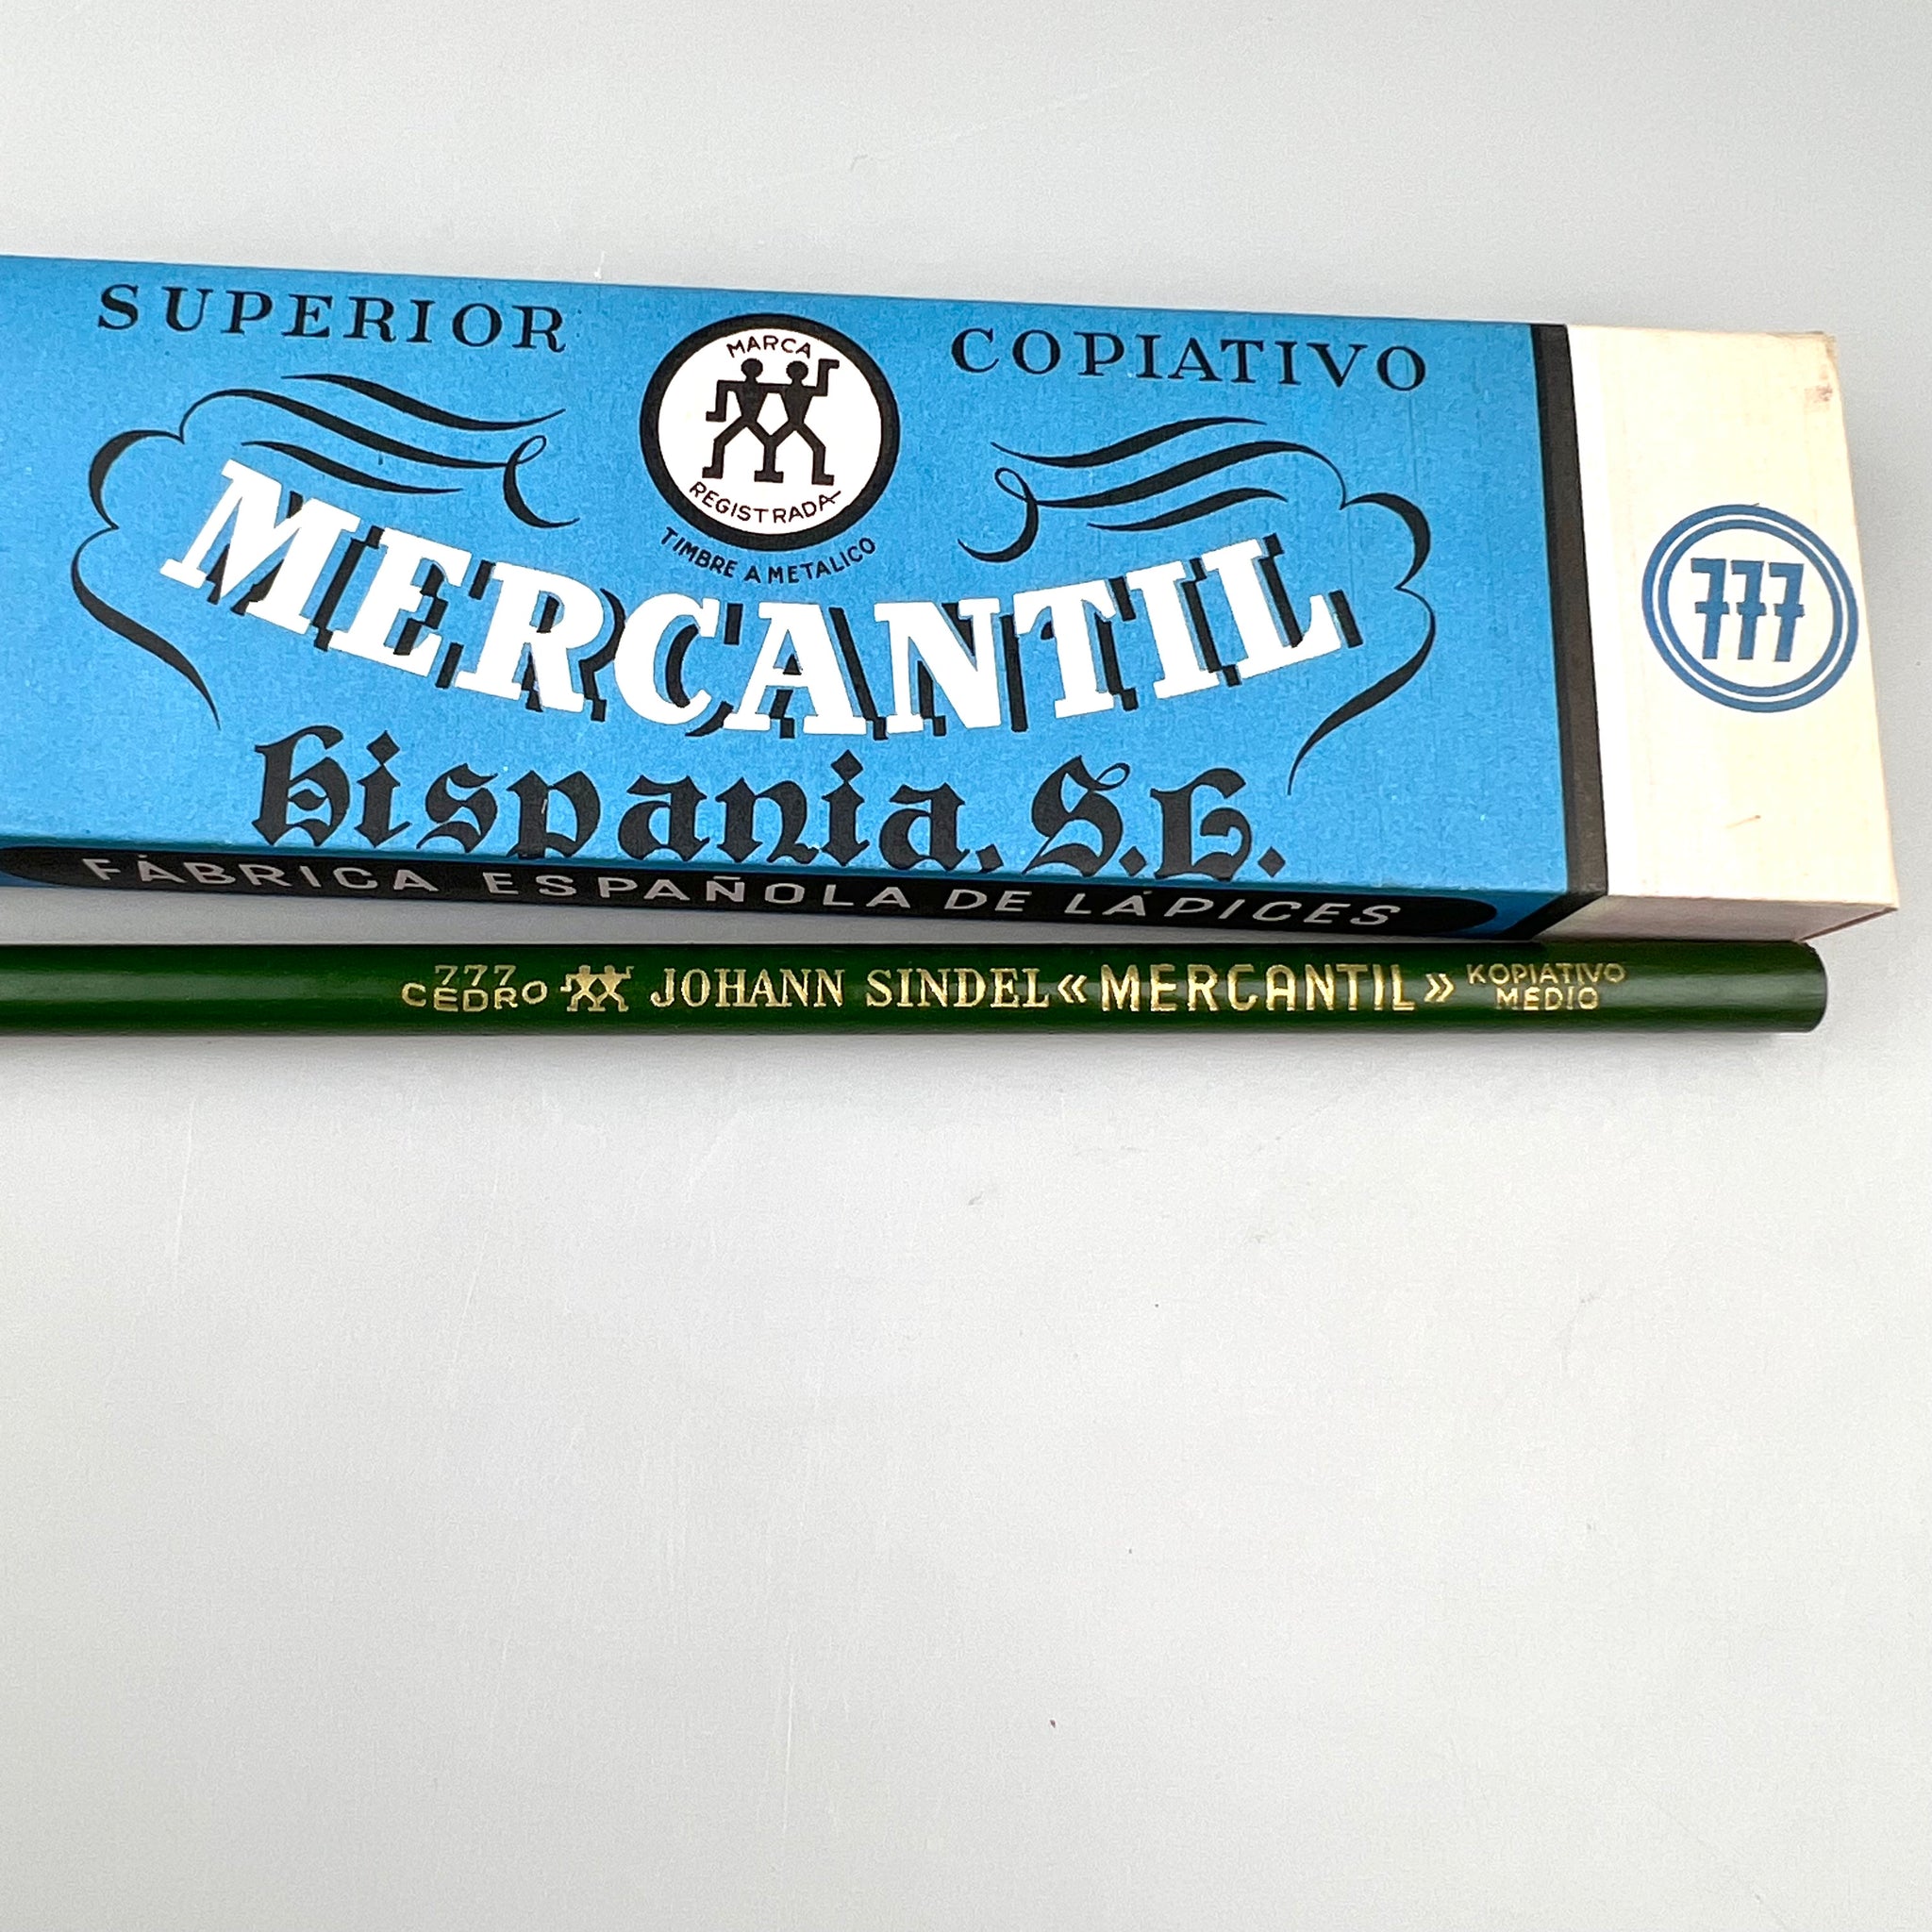 SUPERIOR COPIATIVO
MARCA
REGISTRADA
TIMBRE A METALICO
MERCANTIL
Hispania, S.H.
777
FÁBRICA ESPAÑOLA DE LÁPICES
777
CEDRO
JOHANN SINDEL «MERCANTIL»
KOPIATIVO
MEDIO